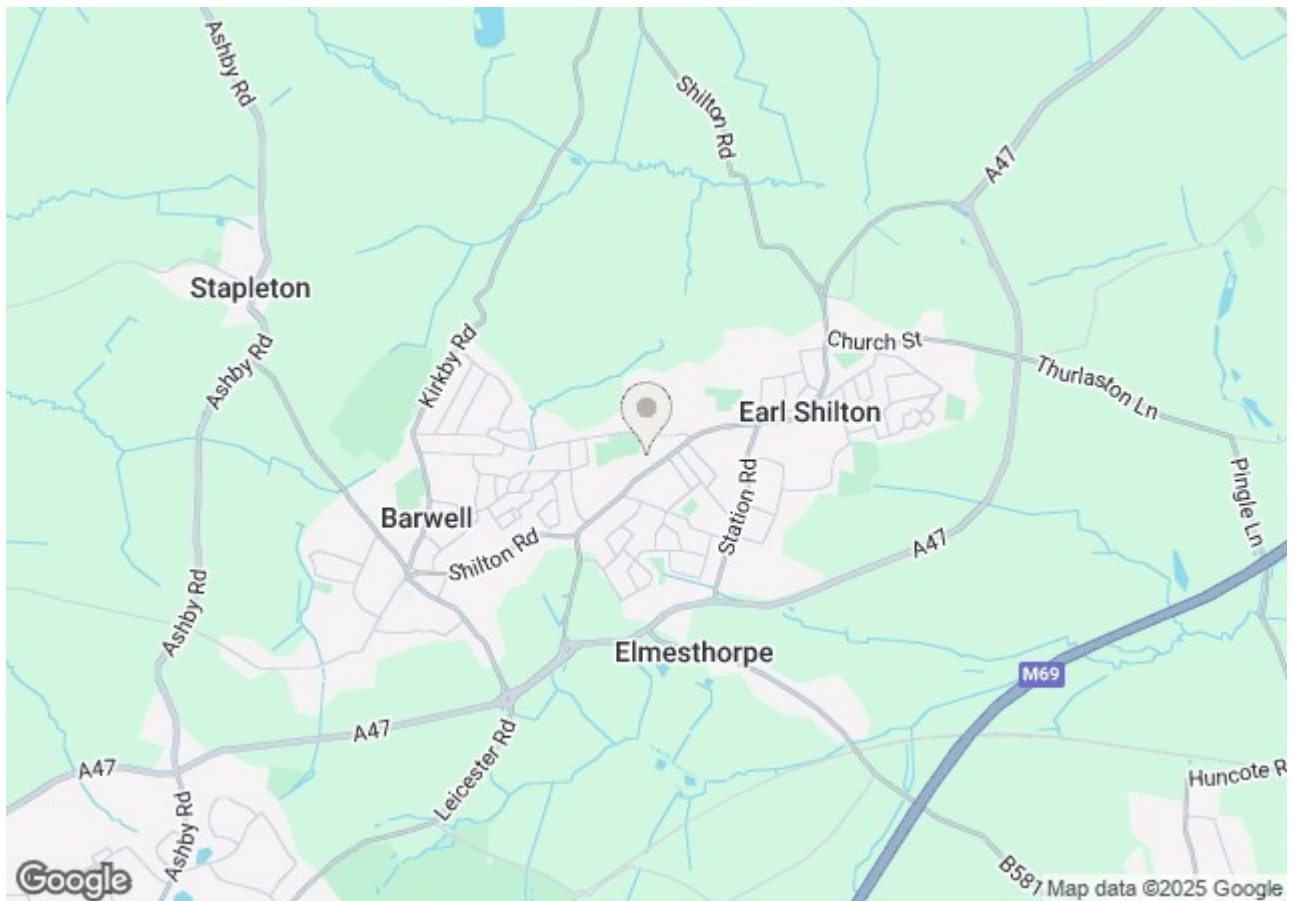 Ashby Rd
Shilton Rd
A47
Stapleton
Kirkby Rd
Church St
Thurlaston Ln
Ashby Rd
Earl Shilton
Pingle Ln
Barwell
Station Rd
Shilton Rd
A47
Ashby Rd
Elmesthorpe
M69
A47
Leicester Rd
A47
Huncote R
Ashby Rd
B581
Google
Map data ©2025 Google